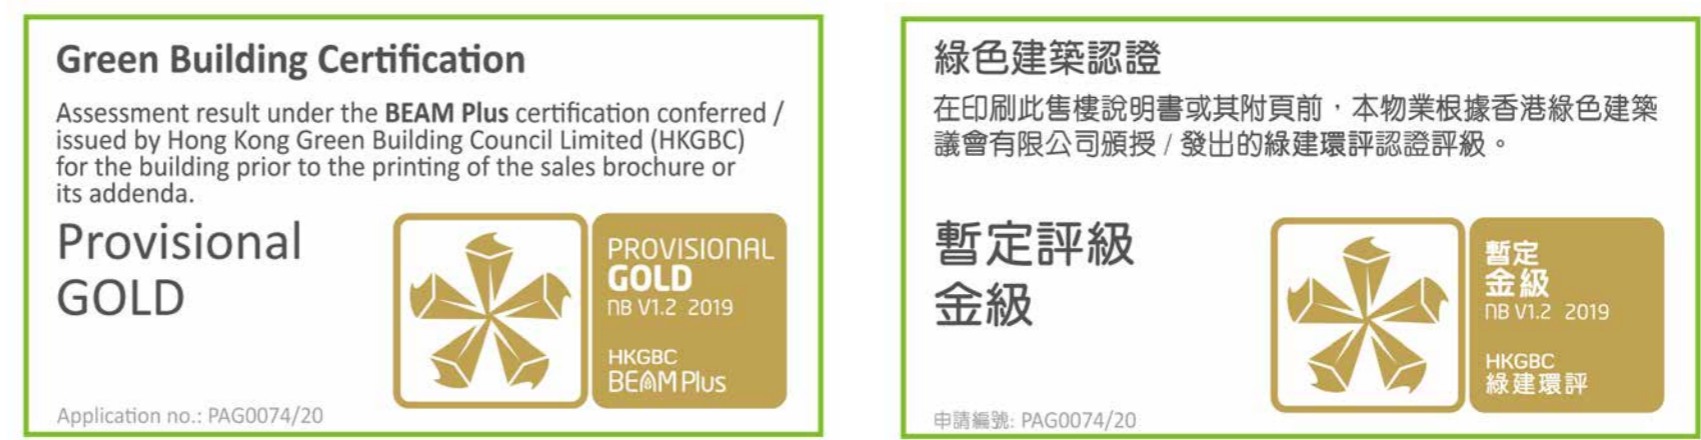 Green Building Certification
Assessment result under the BEAM Plus certification conferred /
issued by Hong Kong Green Building Council Limited (HKGBC)
for the building prior to the printing of the sales brochure or
its addenda.
Provisional
GOLD
PROVISIONAL
GOLD
NB V1.2 2019
HKGBC
BEAM Plus
Application no.: PAG0074/20
綠色建築認證
在印刷此售樓說明書或其附頁前，本物業根據香港綠色建築
議會有限公司頒授 / 發出的綠建環評認證評級。
暫定評級
金級
暫定
金級
NB V1.2 2019
HKGBC
綠建環評
申請編號: PAG0074/20